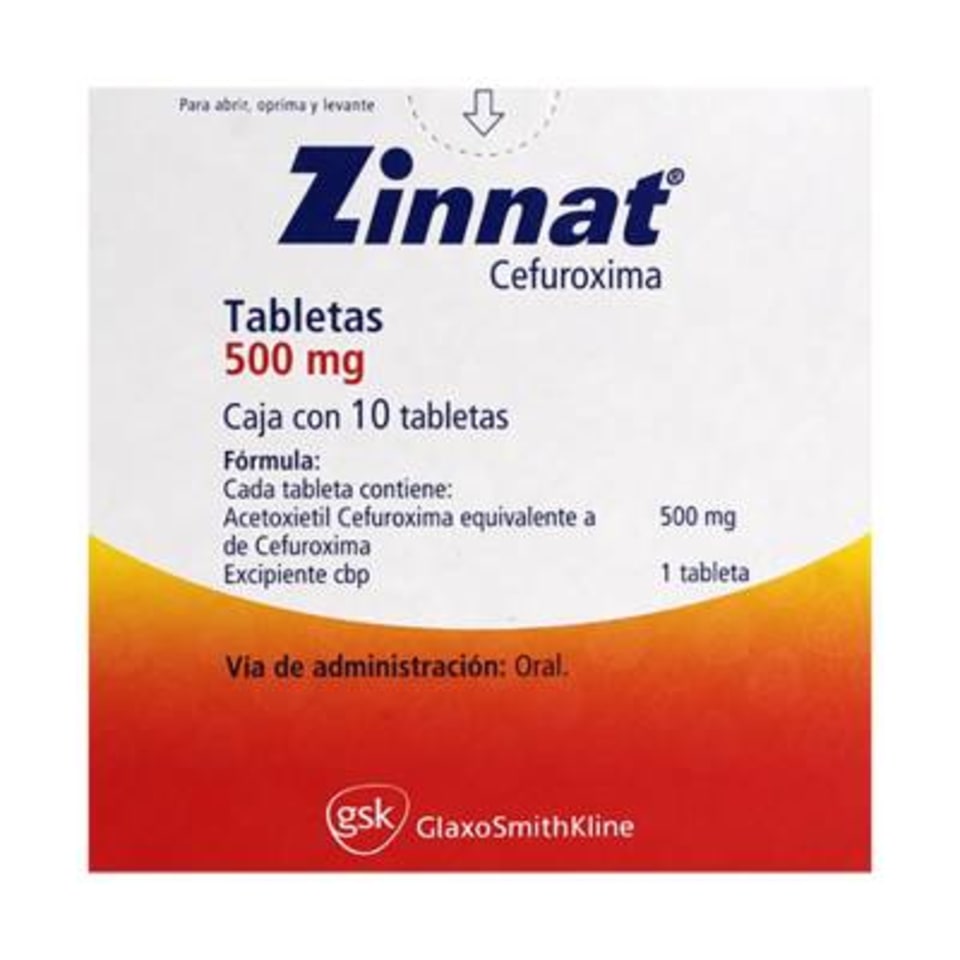 Para abrir, oprima y levante
Zinnat®
Cefuroxima
Tabletas
500 mg
Caja con 10 tabletas
Fórmula:
Cada tableta contiene:
Acetoxietil Cefuroxima equivalente a 500 mg
de Cefuroxima
Excipiente cbp 1 tableta
Vía de administración: Oral.
gsk GlaxoSmithKline